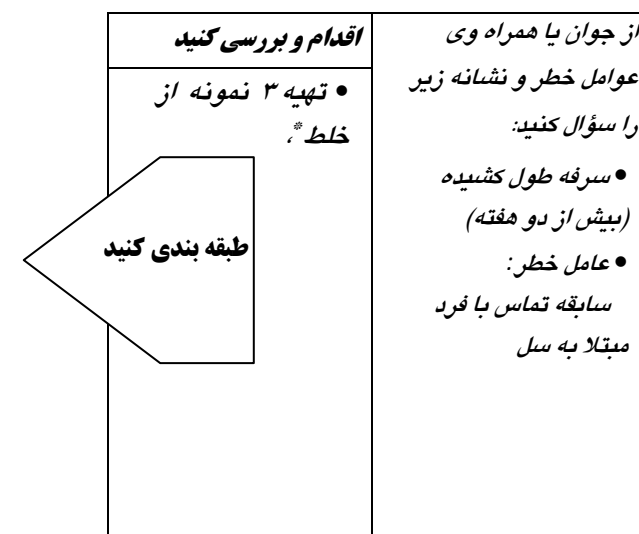 از جوان یا همراه وی
عوامل خطر و نشانه زیر
را سؤال کنید:
• سرفه طول کشیده
(بیش از دو هفته)
• عامل خطر:
سابقه تماس با فرد
مبتلا به سل
اقدام و بررسی کنید
• تهیه ۳ نمونه از
خلط*،
طبقه بندی کنید